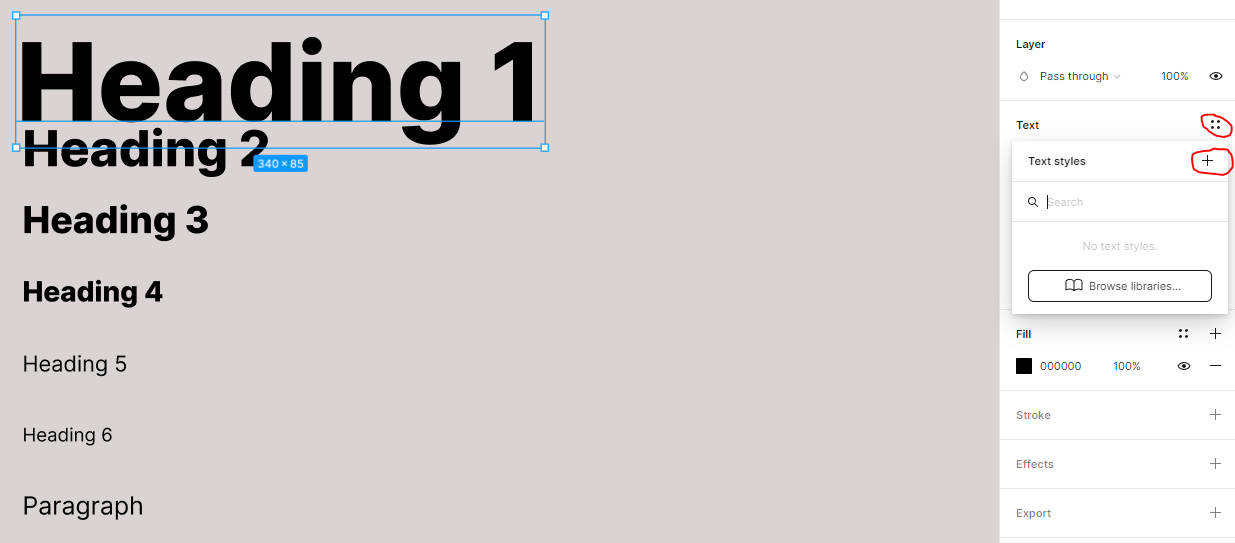 Heading 1
Heading 2
340 × 85
Heading 3
Heading 4
Heading 5
Heading 6
Paragraph
Layer
Pass through 100%
Text
Text styles
Search
No text styles.
Browse libraries...
Fill
000000 100%
Stroke
Effects
Export